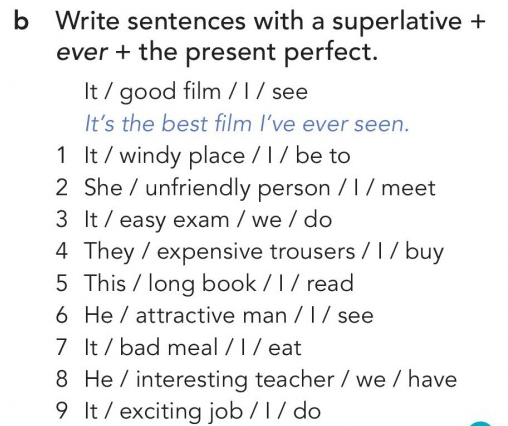 b Write sentences with a superlative +
ever + the present perfect.
It / good film / I / see
It's the best film I've ever seen.
1 It / windy place / I / be to
2 She / unfriendly person / I / meet
3 It / easy exam / we / do
4 They / expensive trousers / I / buy
5 This / long book / I / read
6 He / attractive man / I / see
7 It / bad meal / I / eat
8 He / interesting teacher / we / have
9 It / exciting job / I / do